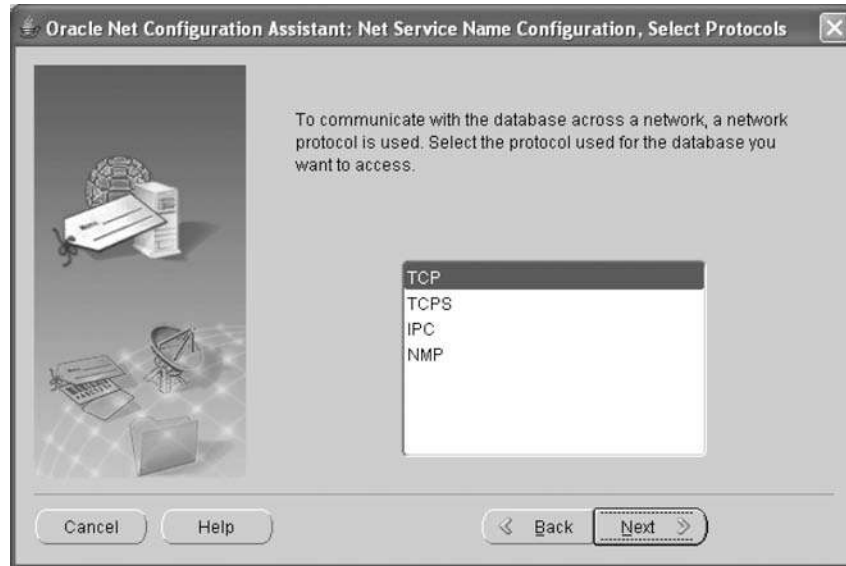 Oracle Net Configuration Assistant: Net Service Name Configuration, Select Protocols
To communicate with the database across a network, a network
protocol is used. Select the protocol used for the database you
want to access.
TCP
TCPS
IPC
NMP
Cancel
Help
Back
Next